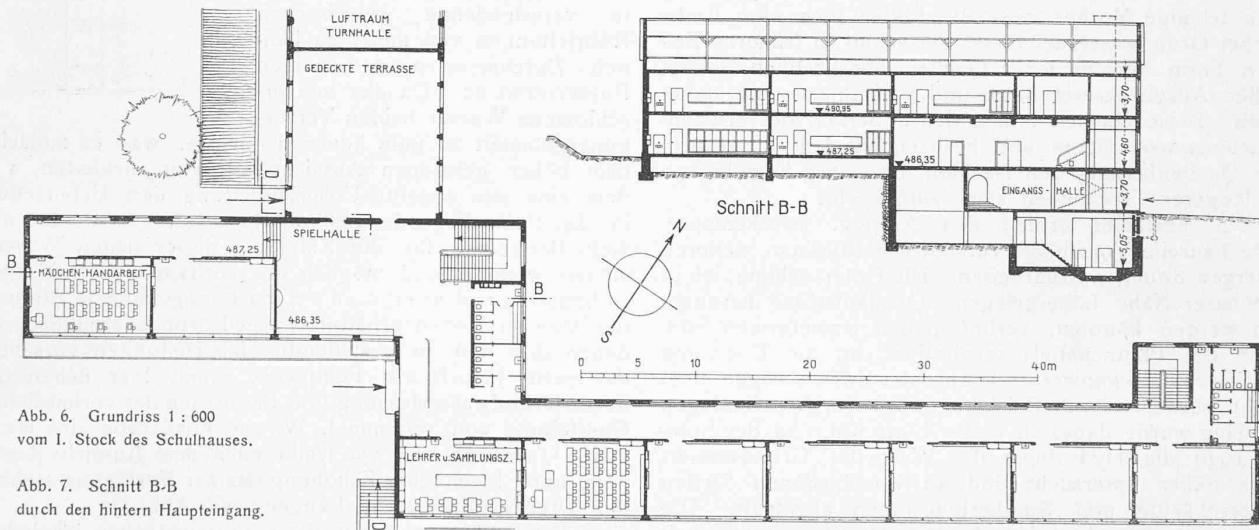 LUFTRAUM
TURNHALLE
GEDECKTE TERRASSE
SPIELHALLE
487,25
B
MÄDCHEN-HANDARBEIT
486,35
B
490,95
487,25
486,35
3,70
4,60
3,70
5,05
EINGANGS-HALLE
Schnitt B-B
N
S
0 5 10 20 30 40m
LEHRER u. SAMMLUNGSZ.
Abb. 6. Grundriss 1 : 600
vom I. Stock des Schulhauses.
Abb. 7. Schnitt B-B
durch den hintern Haupteingang.